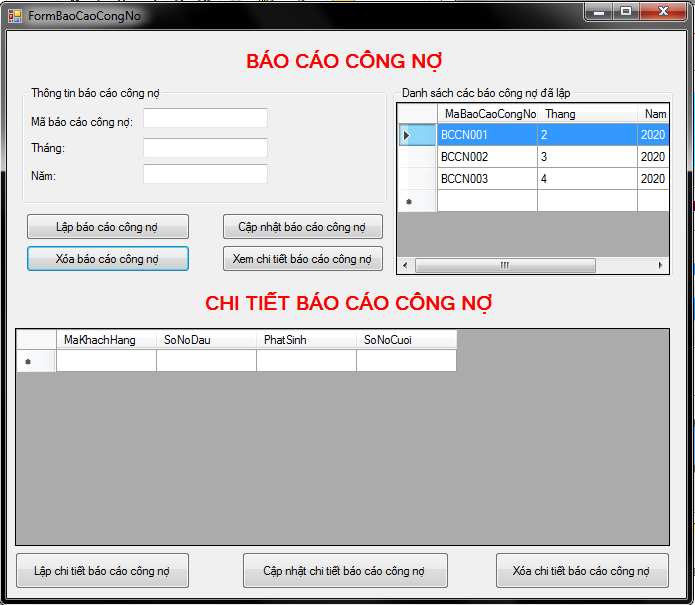 FormBaoCaoCongNo
BÁO CÁO CÔNG NỢ
Thông tin báo cáo công nợ
Mã báo cáo công nợ:
Tháng:
Năm:
Danh sách các báo công nợ đã lập
MaBaoCaoCongNo Thang Nam
BCCN001 2 2020
BCCN002 3 2020
BCCN003 4 2020
Lập báo cáo công nợ
Cập nhật báo cáo công nợ
Xóa báo cáo công nợ
Xem chi tiết báo cáo công nợ
CHI TIẾT BÁO CÁO CÔNG NỢ
MaKhachHang SoNoDau PhatSinh SoNoCuoi
Lập chi tiết báo cáo công nợ
Cập nhật chi tiết báo cáo công nợ
Xóa chi tiết báo cáo công nợ